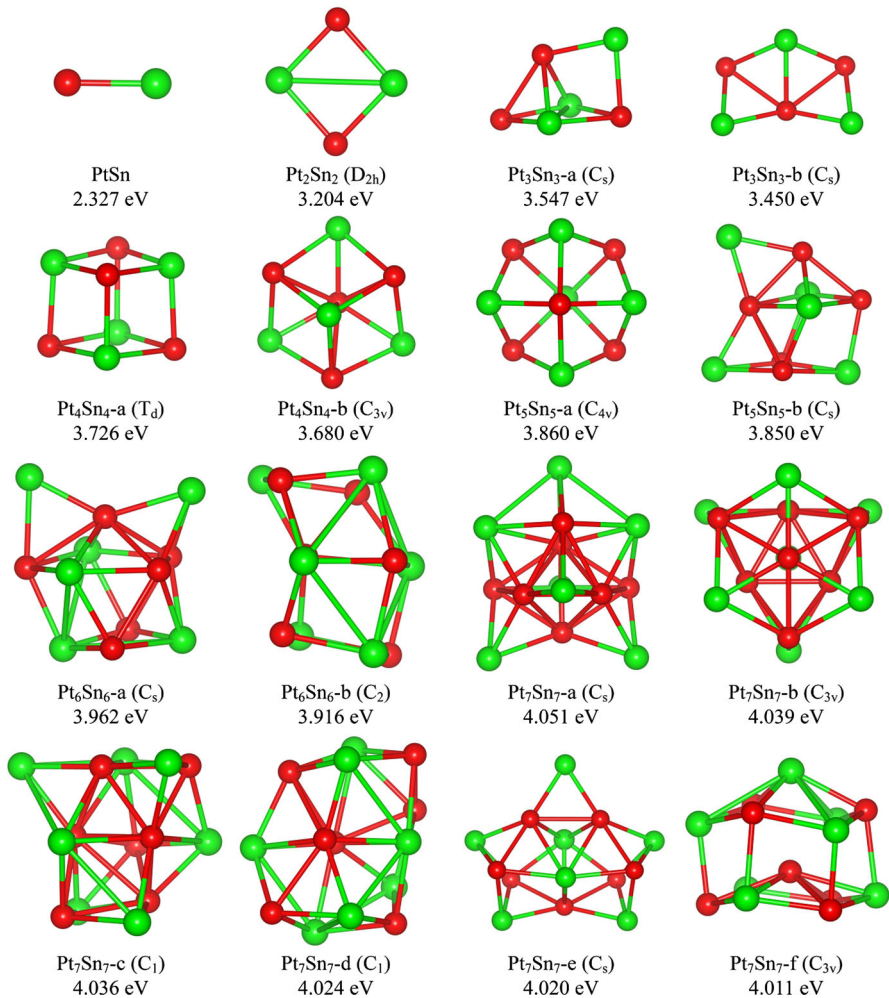 PtSn
2.327 eV
Pt₂Sn₂ (D₂ₕ)
3.204 eV
Pt₃Sn₃-a (Cₛ)
3.547 eV
Pt₃Sn₃-b (Cₛ)
3.450 eV
Pt₄Sn₄-a (T_d)
3.726 eV
Pt₄Sn₄-b (C₃ᵥ)
3.680 eV
Pt₅Sn₅-a (C₄ᵥ)
3.860 eV
Pt₅Sn₅-b (Cₛ)
3.850 eV
Pt₆Sn₆-a (Cₛ)
3.962 eV
Pt₆Sn₆-b (C₂)
3.916 eV
Pt₇Sn₇-a (Cₛ)
4.051 eV
Pt₇Sn₇-b (C₃ᵥ)
4.039 eV
Pt₇Sn₇-c (C₁)
4.036 eV
Pt₇Sn₇-d (C₁)
4.024 eV
Pt₇Sn₇-e (Cₛ)
4.020 eV
Pt₇Sn₇-f (C₃ᵥ)
4.011 eV